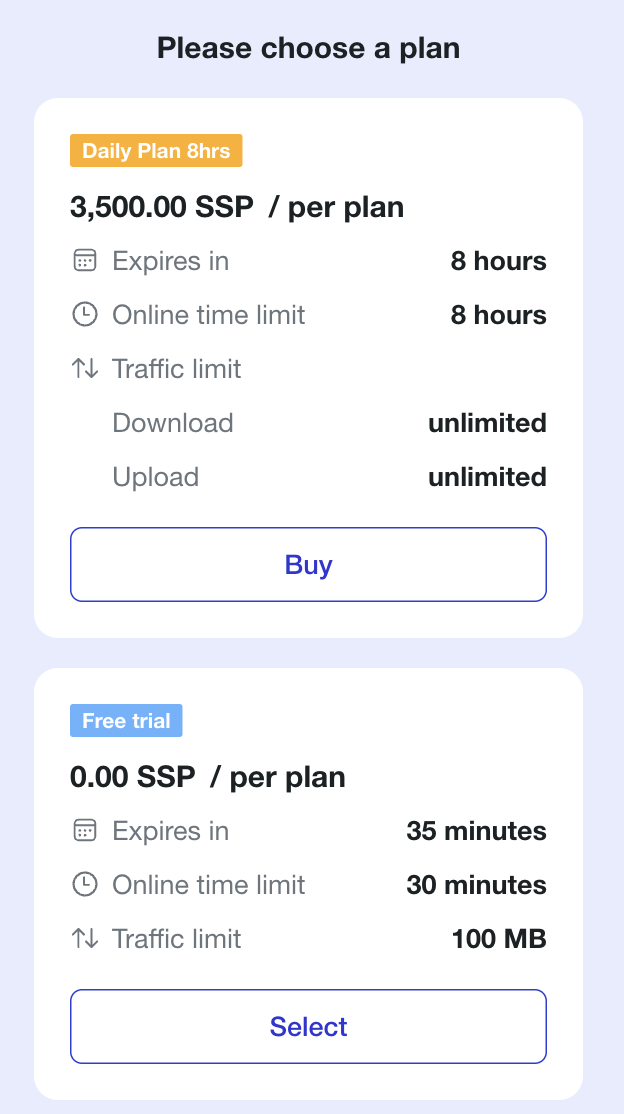 Please choose a plan
Daily Plan 8hrs
3,500.00 SSP / per plan
Expires in 8 hours
Online time limit 8 hours
Traffic limit
Download unlimited
Upload unlimited
Buy
Free trial
0.00 SSP / per plan
Expires in 35 minutes
Online time limit 30 minutes
Traffic limit 100 MB
Select